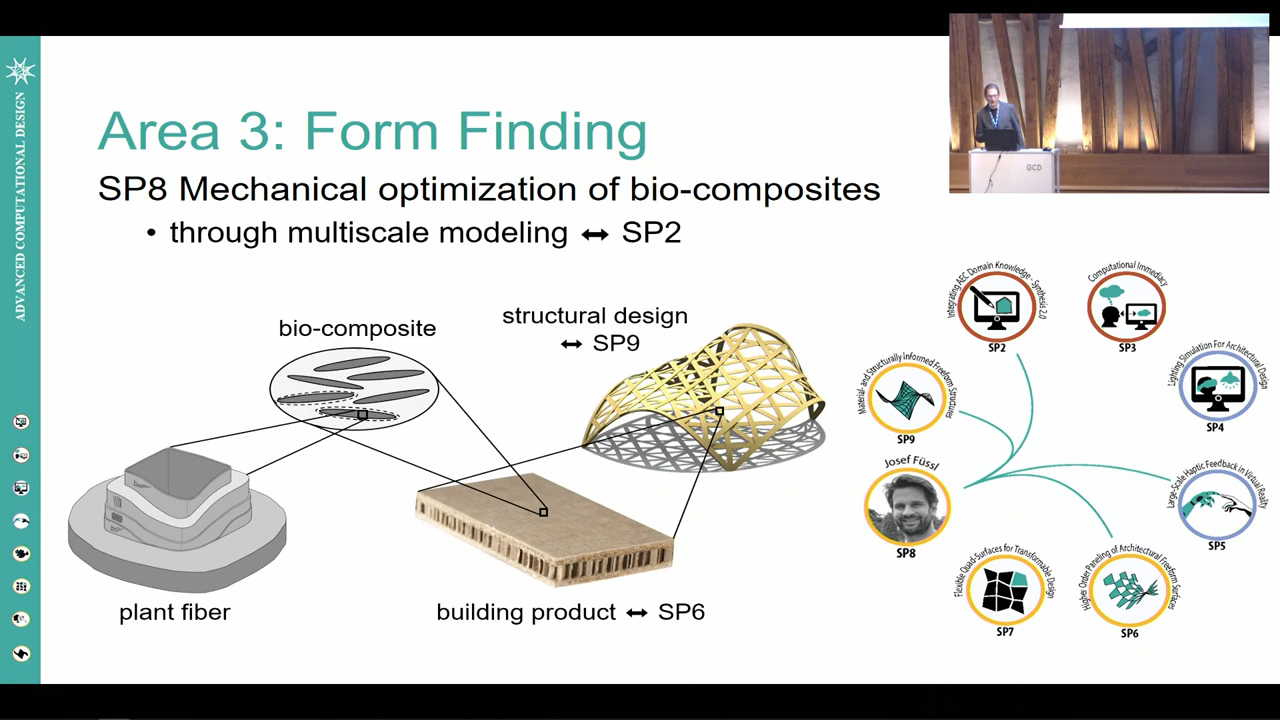 ADVANCED COMPUTATIONAL DESIGN
Area 3: Form Finding
SP8 Mechanical optimization of bio-composites
• through multiscale modeling ↔ SP2
bio-composite
structural design
↔ SP9
plant fiber
building product ↔ SP6
GCD
Integrating AEC Domain Knowledge - Synthesis 2.0
SP2
Computational Immediacy
SP3
Lighting Simulation For Architectural Design
SP4
Material- and Structurally Informed Freeform Structures
SP9
Josef Füssl
SP8
Large-Scale Haptic Feedback in Virtual Reality
SP5
Flexible Quad-Surfaces for Transformable Design
SP7
Higher Order Paneling of Architectural Freeform Surfaces
SP6